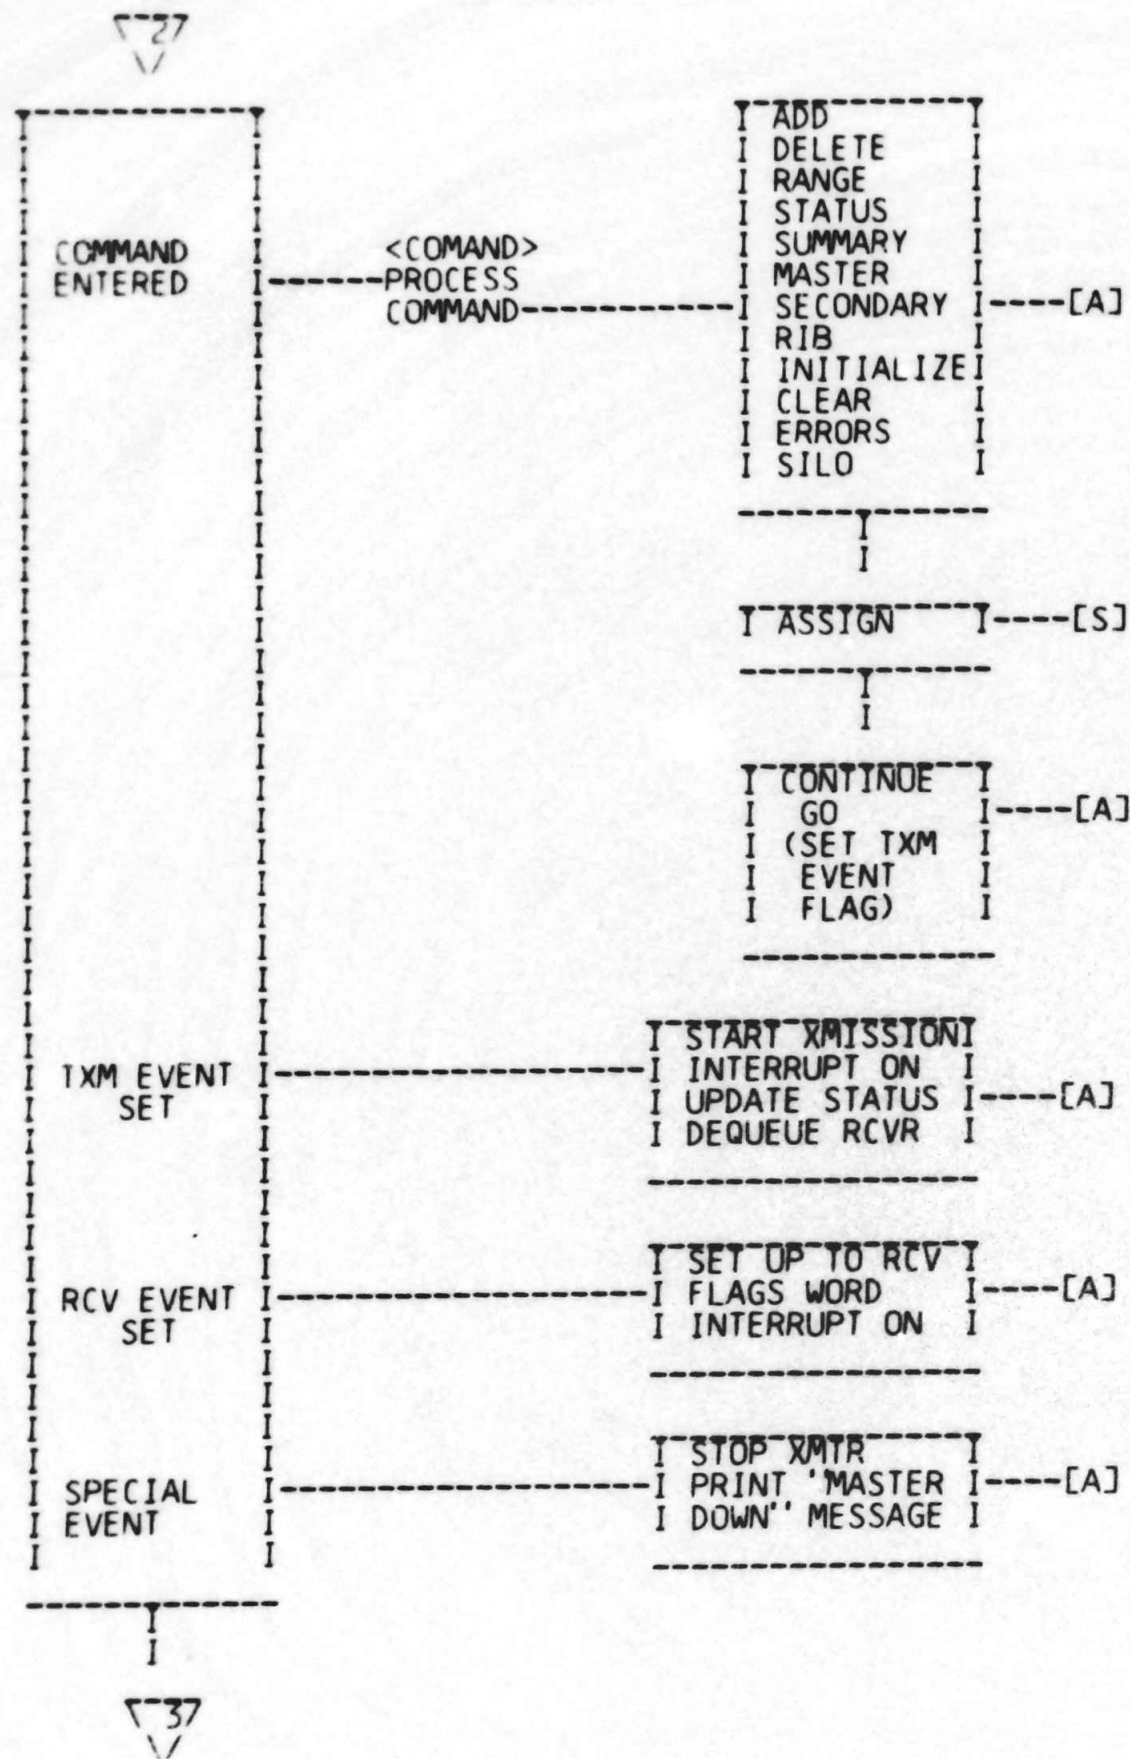 2
COMMAND
ENTERED
<COMAND>
PROCESS
COMMAND
ADD
DELETE
RANGE
STATUS
SUMMARY
MASTER
SECONDARY
RIB
INITIALIZE
CLEAR
ERRORS
SILO
[A]
ASSIGN
[S]
CONTINUE
GO
(SET TXM
EVENT
FLAG)
[A]
TXM EVENT
SET
START XMISSION
INTERRUPT ON
UPDATE STATUS
DEQUEUE RCVR
[A]
RCV EVENT
SET
SET UP TO RCV
FLAGS WORD
INTERRUPT ON
[A]
SPECIAL
EVENT
STOP XMTR
PRINT 'MASTER
DOWN'' MESSAGE
[A]
3